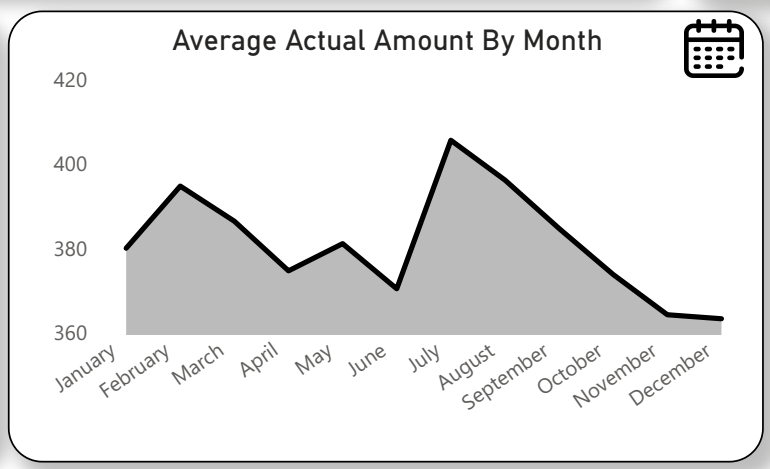 Average Actual Amount By Month
420
400
380
360
January
February
March
April
May
June
July
August
September
October
November
December